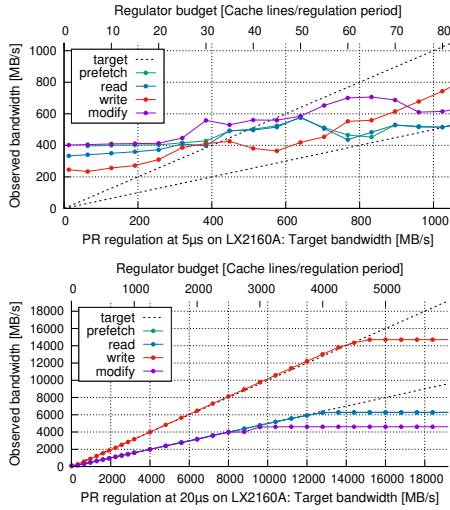 Regulator budget [Cache lines/regulation period]
0 10 20 30 40 50 60 70 80
1000
800
600
400
200
0
Observed bandwidth [MB/s]
target
prefetch
read
write
modify
0 200 400 600 800 1000
PR regulation at 5µs on LX2160A: Target bandwidth [MB/s]
Regulator budget [Cache lines/regulation period]
0 1000 2000 3000 4000 5000
18000
16000
14000
12000
10000
8000
6000
4000
2000
0
Observed bandwidth [MB/s]
target
prefetch
read
write
modify
0 2000 4000 6000 8000 10000 12000 14000 16000 18000
PR regulation at 20µs on LX2160A: Target bandwidth [MB/s]